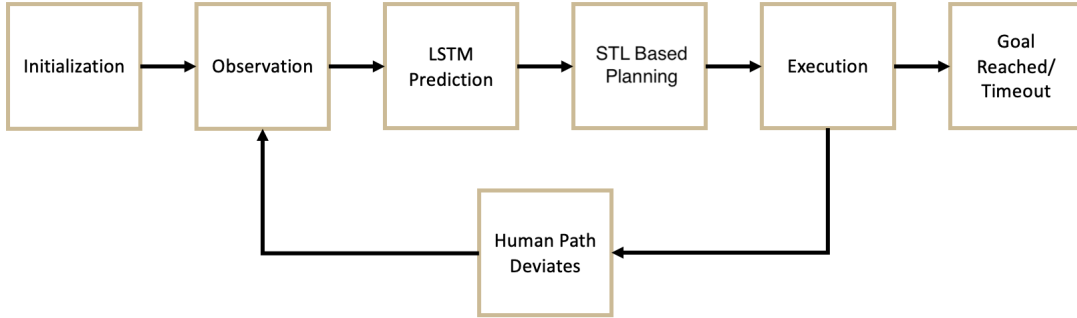 Initialization
Observation
LSTM
Prediction
STL Based
Planning
Execution
Goal
Reached/
Timeout
Human Path
Deviates